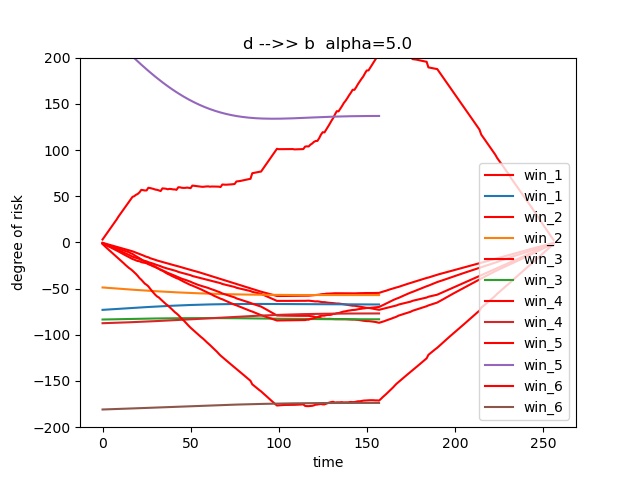 d -->> b  alpha=5.0
degree of risk
200
150
100
50
0
−50
−100
−150
−200
0 50 100 150 200 250
time
win_1
win_1
win_2
win_2
win_3
win_3
win_4
win_4
win_5
win_5
win_6
win_6